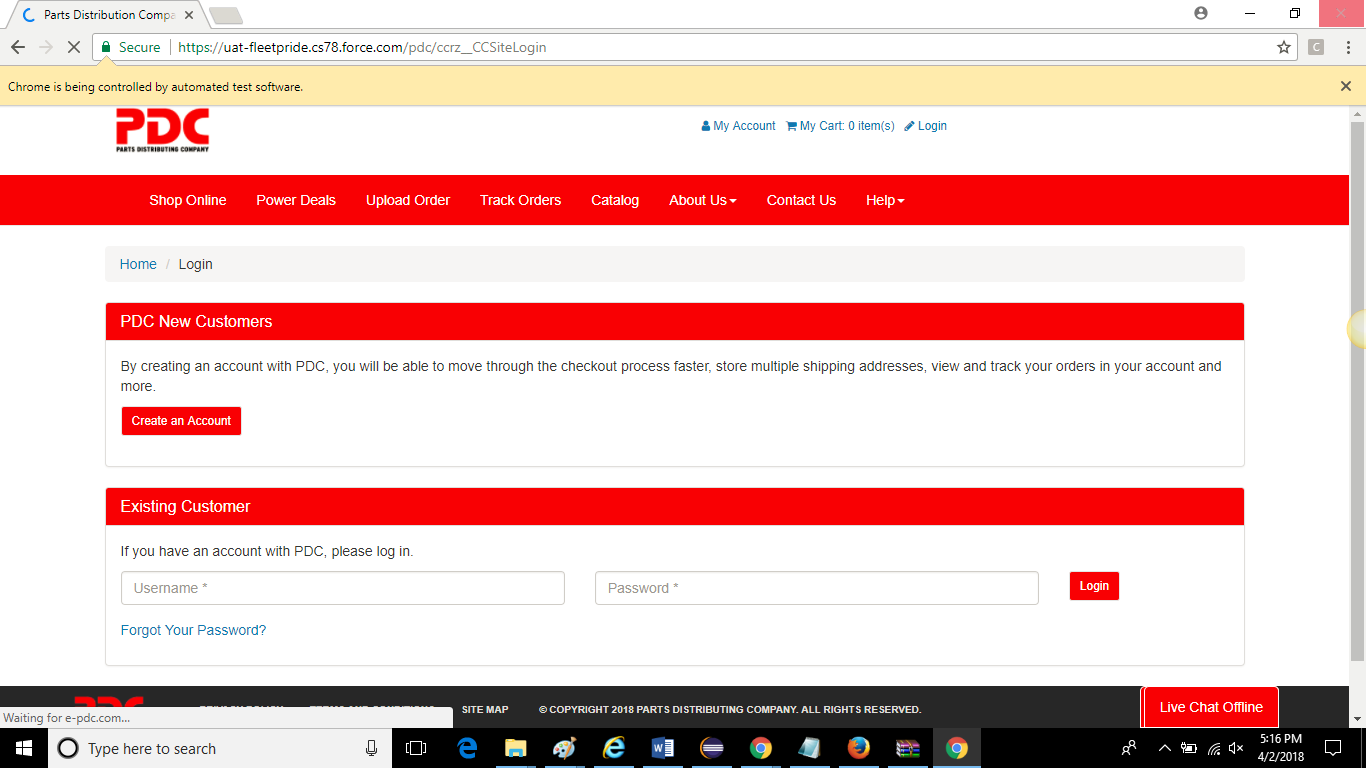 Parts Distribution Compa
Secure https://uat-fleetpride.cs78.force.com/pdc/ccrz__CCSiteLogin
C
Chrome is being controlled by automated test software.
PDC
PARTS DISTRIBUTING COMPANY
My Account My Cart: 0 item(s) Login
Shop Online Power Deals Upload Order Track Orders Catalog About Us Contact Us Help
Home / Login
PDC New Customers
By creating an account with PDC, you will be able to move through the checkout process faster, store multiple shipping addresses, view and track your orders in your account and
more.
Create an Account
Existing Customer
If you have an account with PDC, please log in.
Username * Password * Login
Forgot Your Password?
SITE MAP © COPYRIGHT 2018 PARTS DISTRIBUTING COMPANY. ALL RIGHTS RESERVED.
Live Chat Offline
Waiting for e-pdc.com...
Type here to search
5:16 PM
4/2/2018